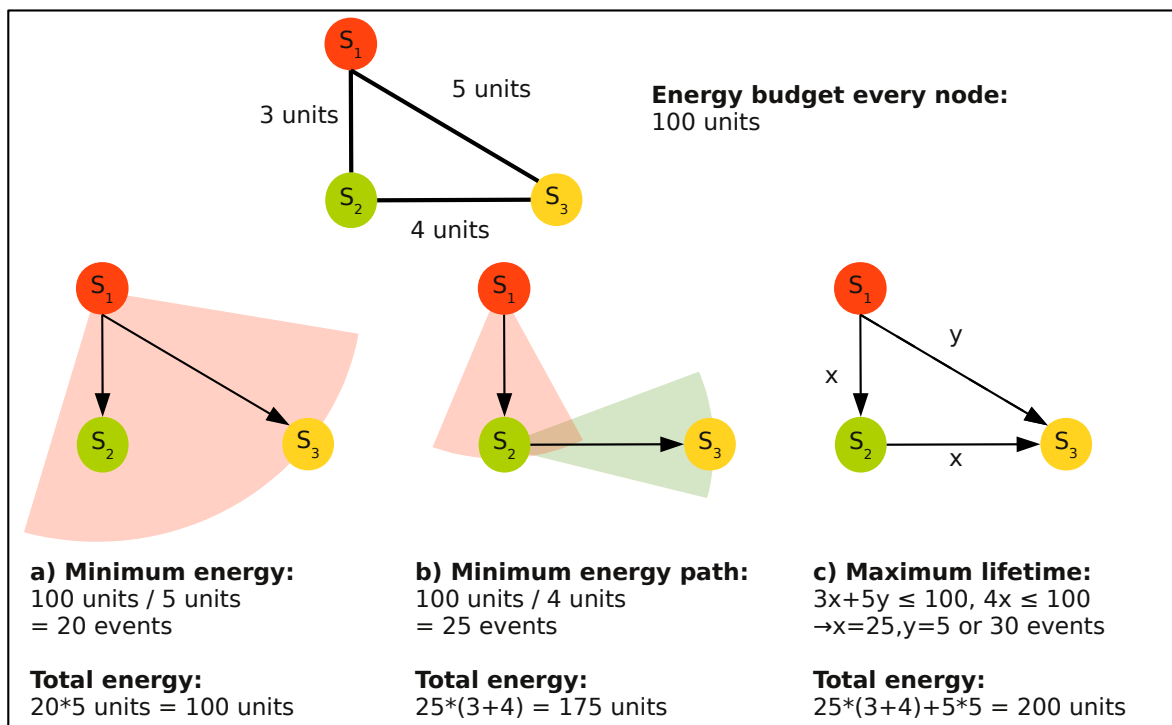 S₁
5 units
Energy budget every node:
100 units
3 units
S₂
S₃
4 units
S₁
S₂
S₃
S₁
S₂
S₃
S₁
y
x
S₂
S₃
x
a) Minimum energy:
100 units / 5 units
= 20 events
Total energy:
20*5 units = 100 units
b) Minimum energy path:
100 units / 4 units
= 25 events
Total energy:
25*(3+4) = 175 units
c) Maximum lifetime:
3x+5y ≤ 100, 4x ≤ 100
→x=25,y=5 or 30 events
Total energy:
25*(3+4)+5*5 = 200 units